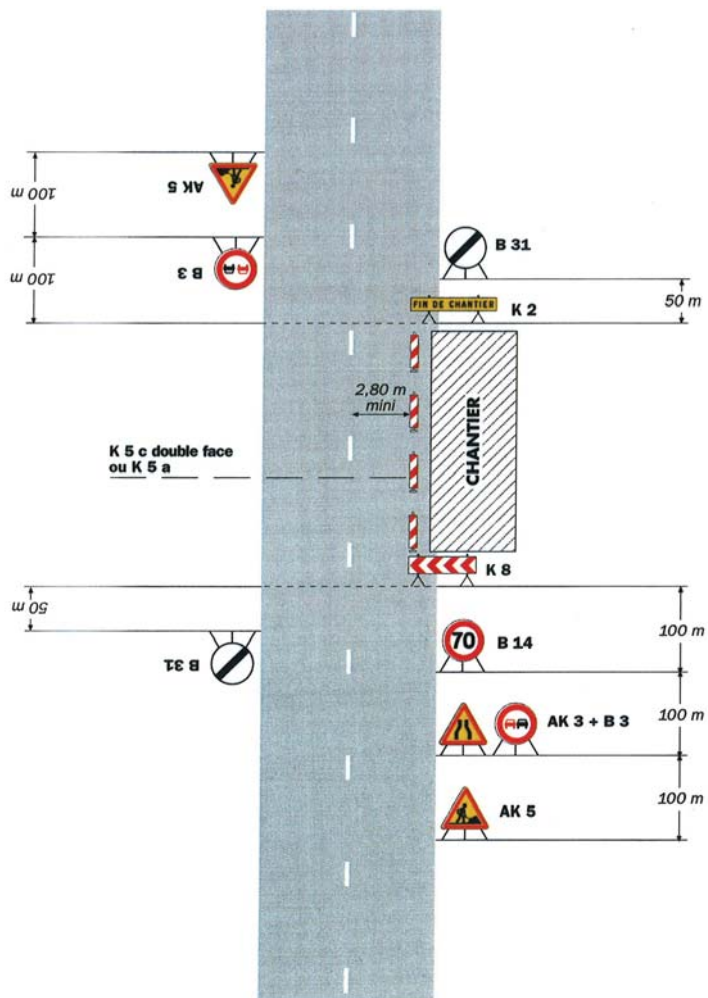 AK 5
100 m
B 3
100 m
B 31
50 m
FIN DE CHANTIER
K 2
2,80 m
mini
CHANTIER
K 5 c double face
ou K 5 a
K 8
50 m
B 31
70
B 14
100 m
AK 3 + B 3
100 m
AK 5
100 m